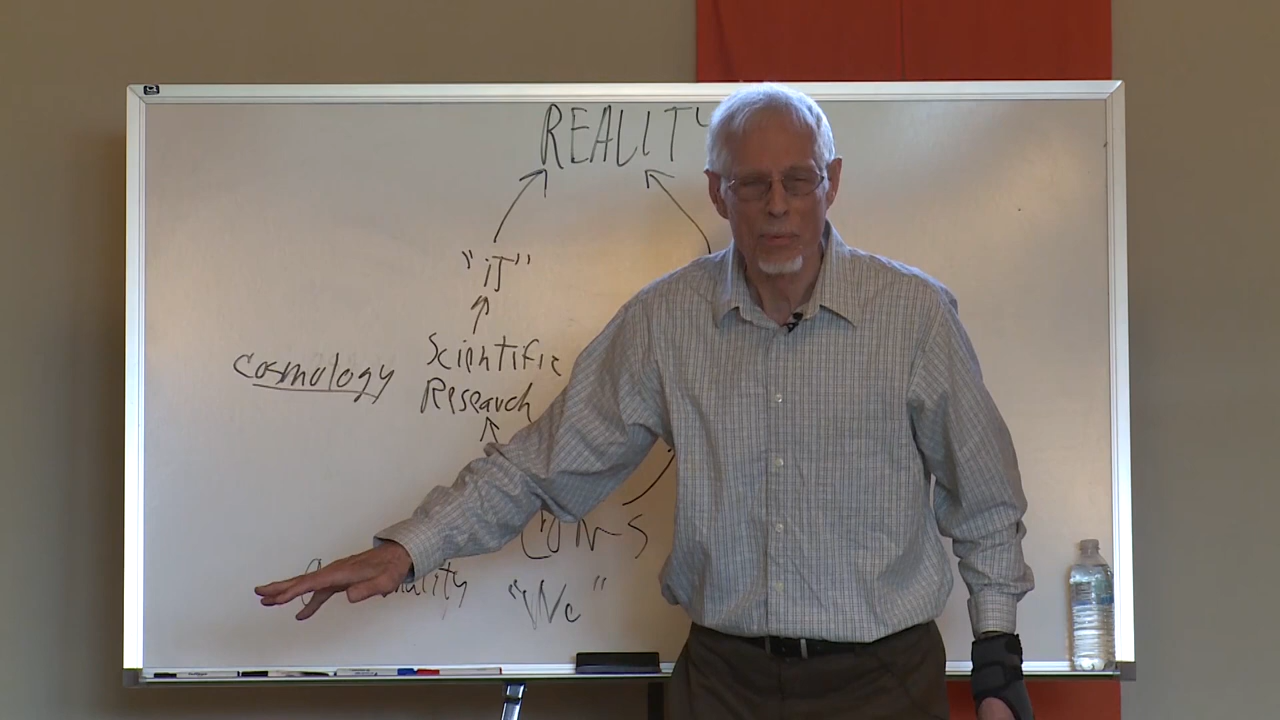 REALITY
"iT"
Scientific
Cosmology
Research
"We"